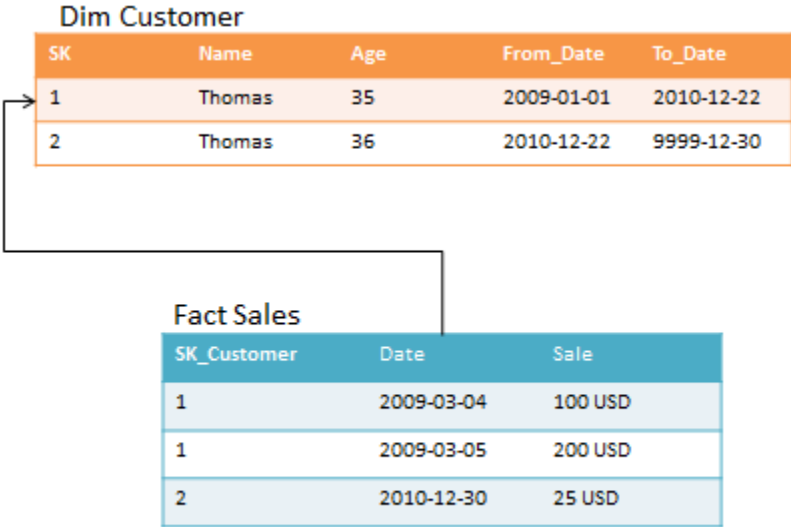 Dim Customer
SK Name Age From_Date To_Date
1 Thomas 35 2009-01-01 2010-12-22
2 Thomas 36 2010-12-22 9999-12-30
Fact Sales
SK_Customer Date Sale
1 2009-03-04 100 USD
1 2009-03-05 200 USD
2 2010-12-30 25 USD